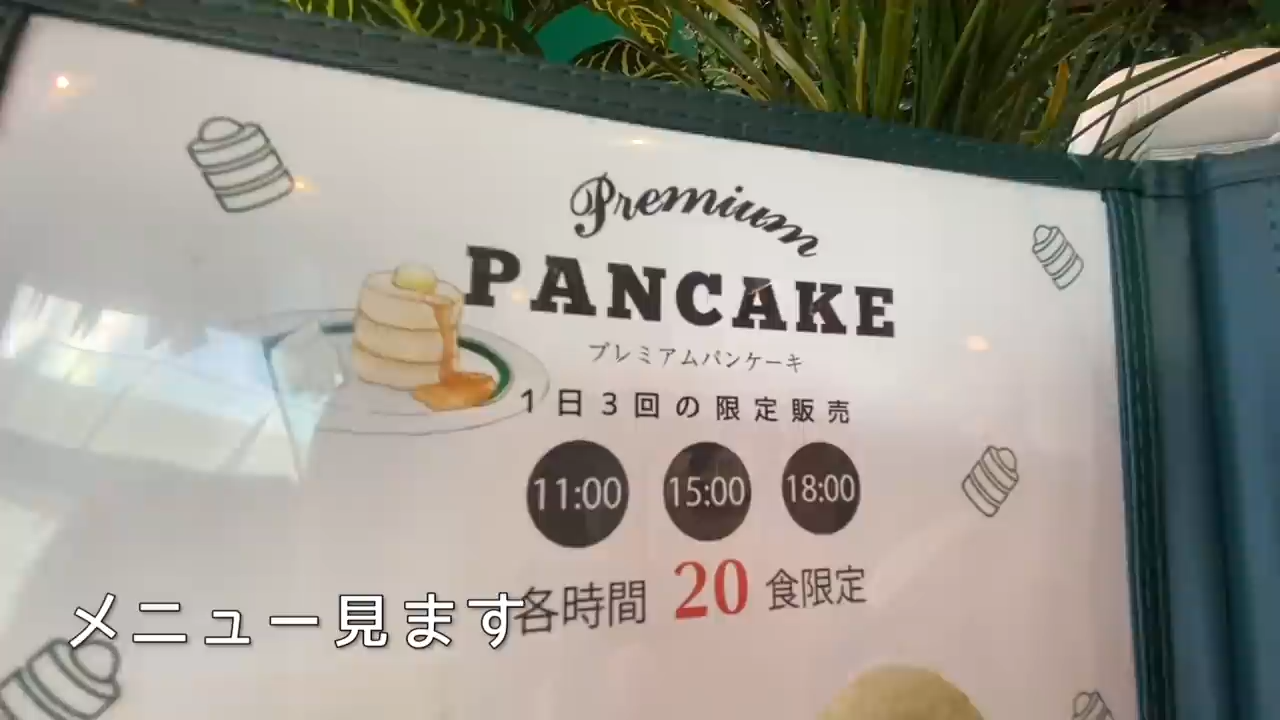 Premium
PANCAKE
プレミアムパンケーキ
1日3回の限定販売
11:00 15:00 18:00
各時間 20 食限定
メニュー見ます